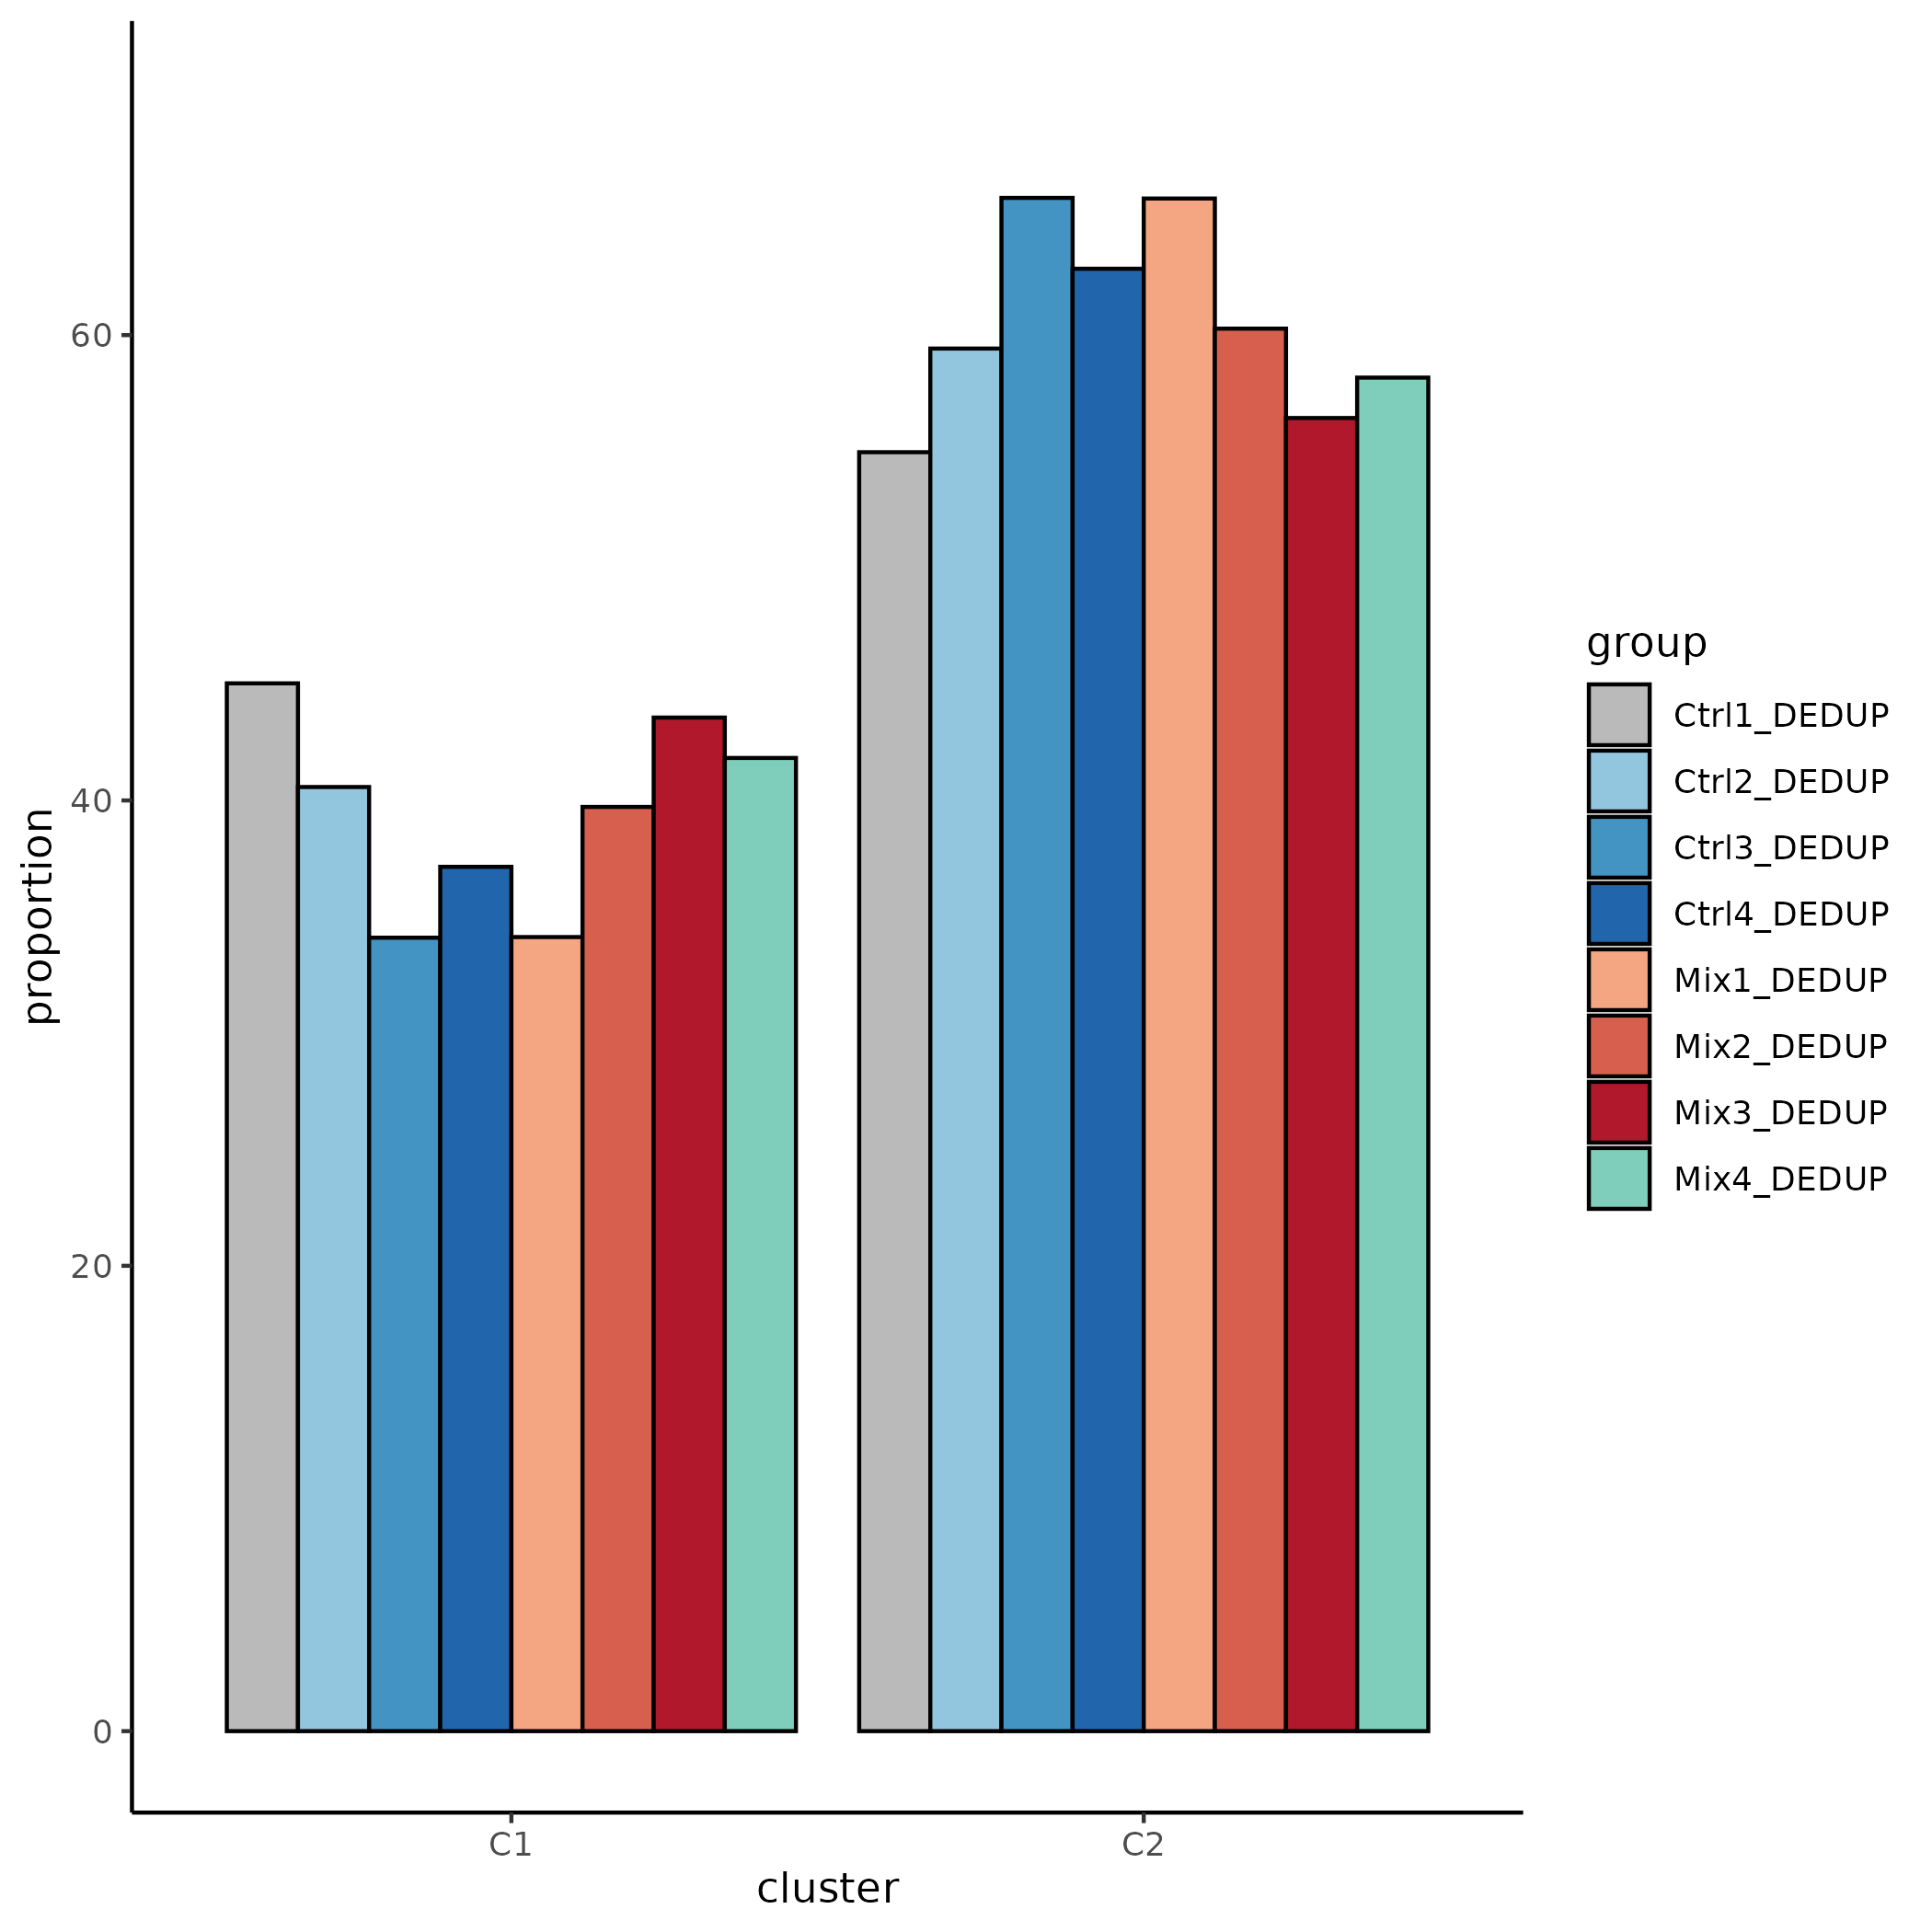 proportion
60
40
20
0
C1
C2
cluster
group
Ctrl1_DEDUP
Ctrl2_DEDUP
Ctrl3_DEDUP
Ctrl4_DEDUP
Mix1_DEDUP
Mix2_DEDUP
Mix3_DEDUP
Mix4_DEDUP